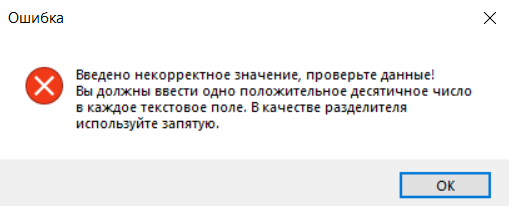 Ошибка
Введено некорректное значение, проверьте данные!
Вы должны ввести одно положительное десятичное число
в каждое текстовое поле. В качестве разделителя
используйте запятую.
ОК